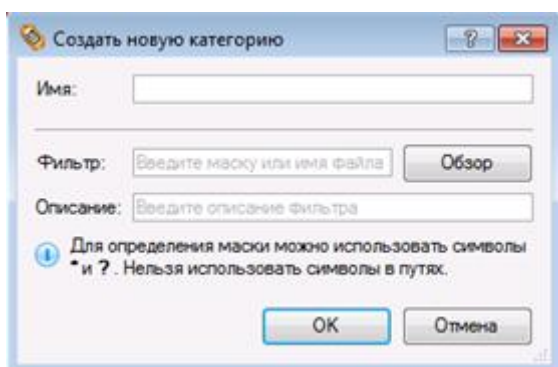 Создать новую категорию
Имя:
Фильтр: Введите маску или имя файла Обзор
Описание: Введите описание фильтра
Для определения маски можно использовать символы
* и ? . Нельзя использовать символы в путях.
OK Отмена